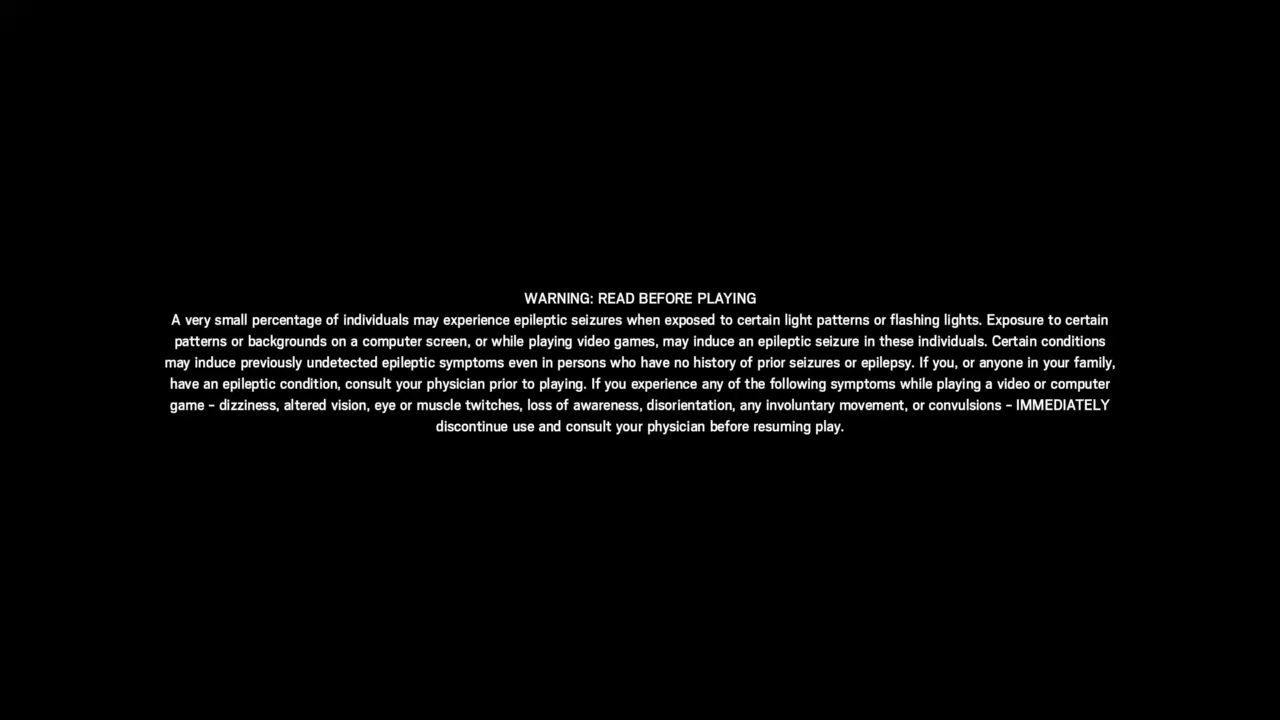 WARNING: READ BEFORE PLAYING
A very small percentage of individuals may experience epileptic seizures when exposed to certain light patterns or flashing lights. Exposure to certain
patterns or backgrounds on a computer screen, or while playing video games, may induce an epileptic seizure in these individuals. Certain conditions
may induce previously undetected epileptic symptoms even in persons who have no history of prior seizures or epilepsy. If you, or anyone in your family,
have an epileptic condition, consult your physician prior to playing. If you experience any of the following symptoms while playing a video or computer
game – dizziness, altered vision, eye or muscle twitches, loss of awareness, disorientation, any involuntary movement, or convulsions – IMMEDIATELY
discontinue use and consult your physician before resuming play.